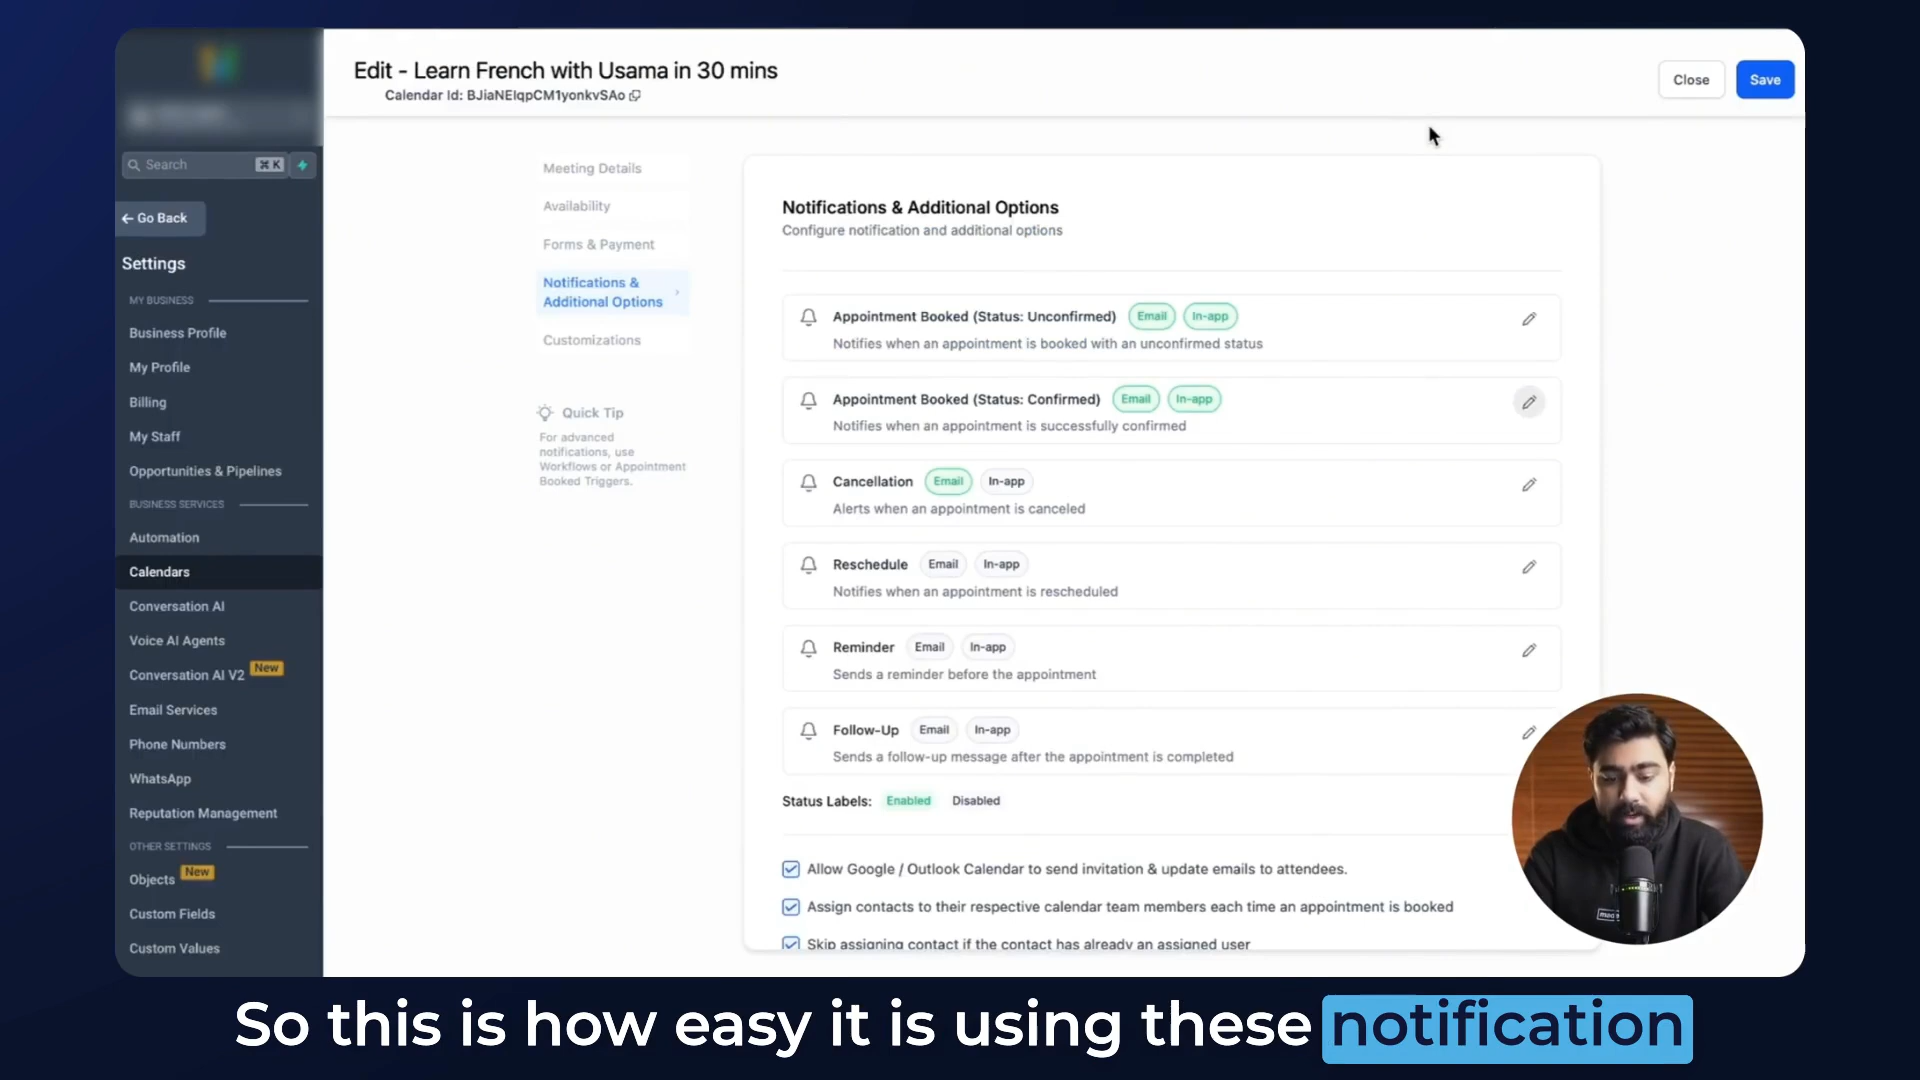 Edit - Learn French with Usama in 30 mins
Calendar Id: BJiaNEIqpCM1yonkvSAo
Close
Save
Search
⌘ K
← Go Back
Settings
MY BUSINESS
Business Profile
My Profile
Billing
My Staff
Opportunities & Pipelines
BUSINESS SERVICES
Automation
Calendars
Conversation AI
Voice AI Agents
Conversation AI V2 New
Email Services
Phone Numbers
WhatsApp
Reputation Management
OTHER SETTINGS
Objects New
Custom Fields
Custom Values
Meeting Details
Availability
Forms & Payment
Notifications &
Additional Options
Customizations
Quick Tip
For advanced
notifications, use
Workflows or Appointment
Booked Triggers.
Notifications & Additional Options
Configure notification and additional options
Appointment Booked (Status: Unconfirmed) Email In-app
Notifies when an appointment is booked with an unconfirmed status
Appointment Booked (Status: Confirmed) Email In-app
Notifies when an appointment is successfully confirmed
Cancellation Email In-app
Alerts when an appointment is canceled
Reschedule Email In-app
Notifies when an appointment is rescheduled
Reminder Email In-app
Sends a reminder before the appointment
Follow-Up Email In-app
Sends a follow-up message after the appointment is completed
Status Labels: Enabled Disabled
Allow Google / Outlook Calendar to send invitation & update emails to attendees.
Assign contacts to their respective calendar team members each time an appointment is booked
Skip assigning contact if the contact has already an assigned user
So this is how easy it is using these notification